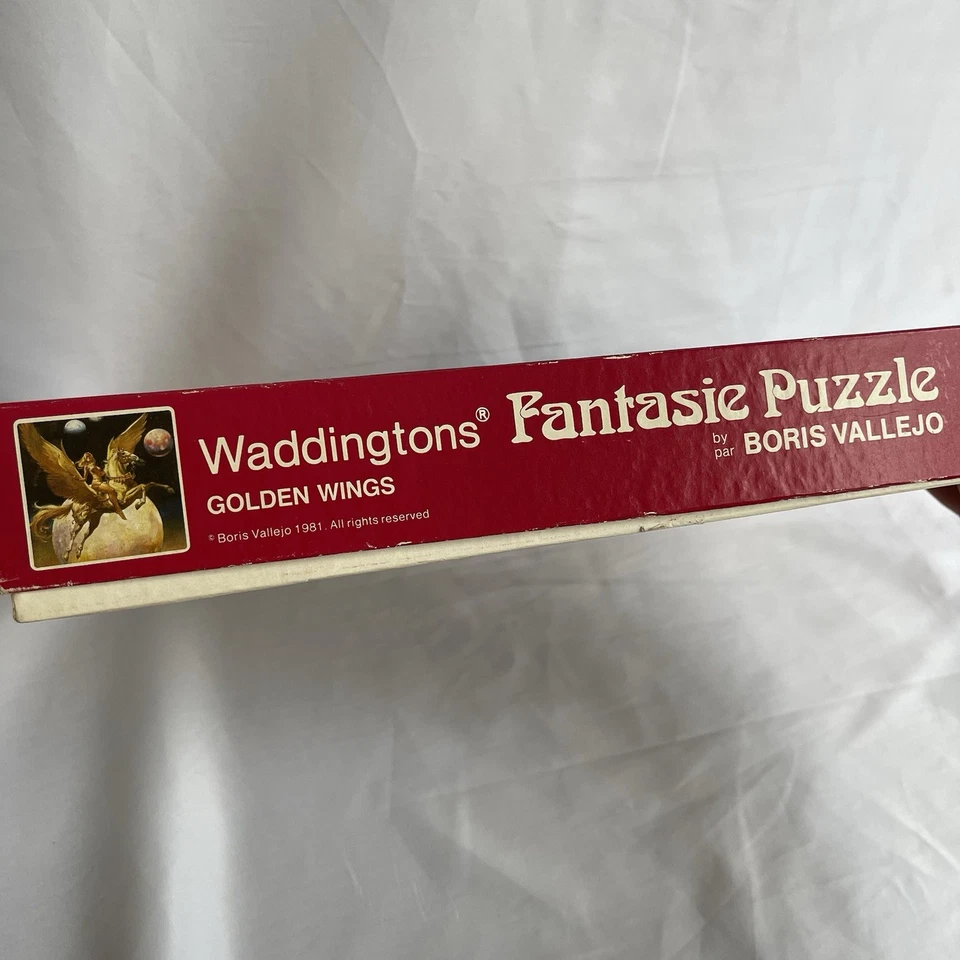 Waddingtons® Fantasie Puzzle
by
par BORIS VALLEJO
GOLDEN WINGS
© Boris Vallejo 1981. All rights reserved